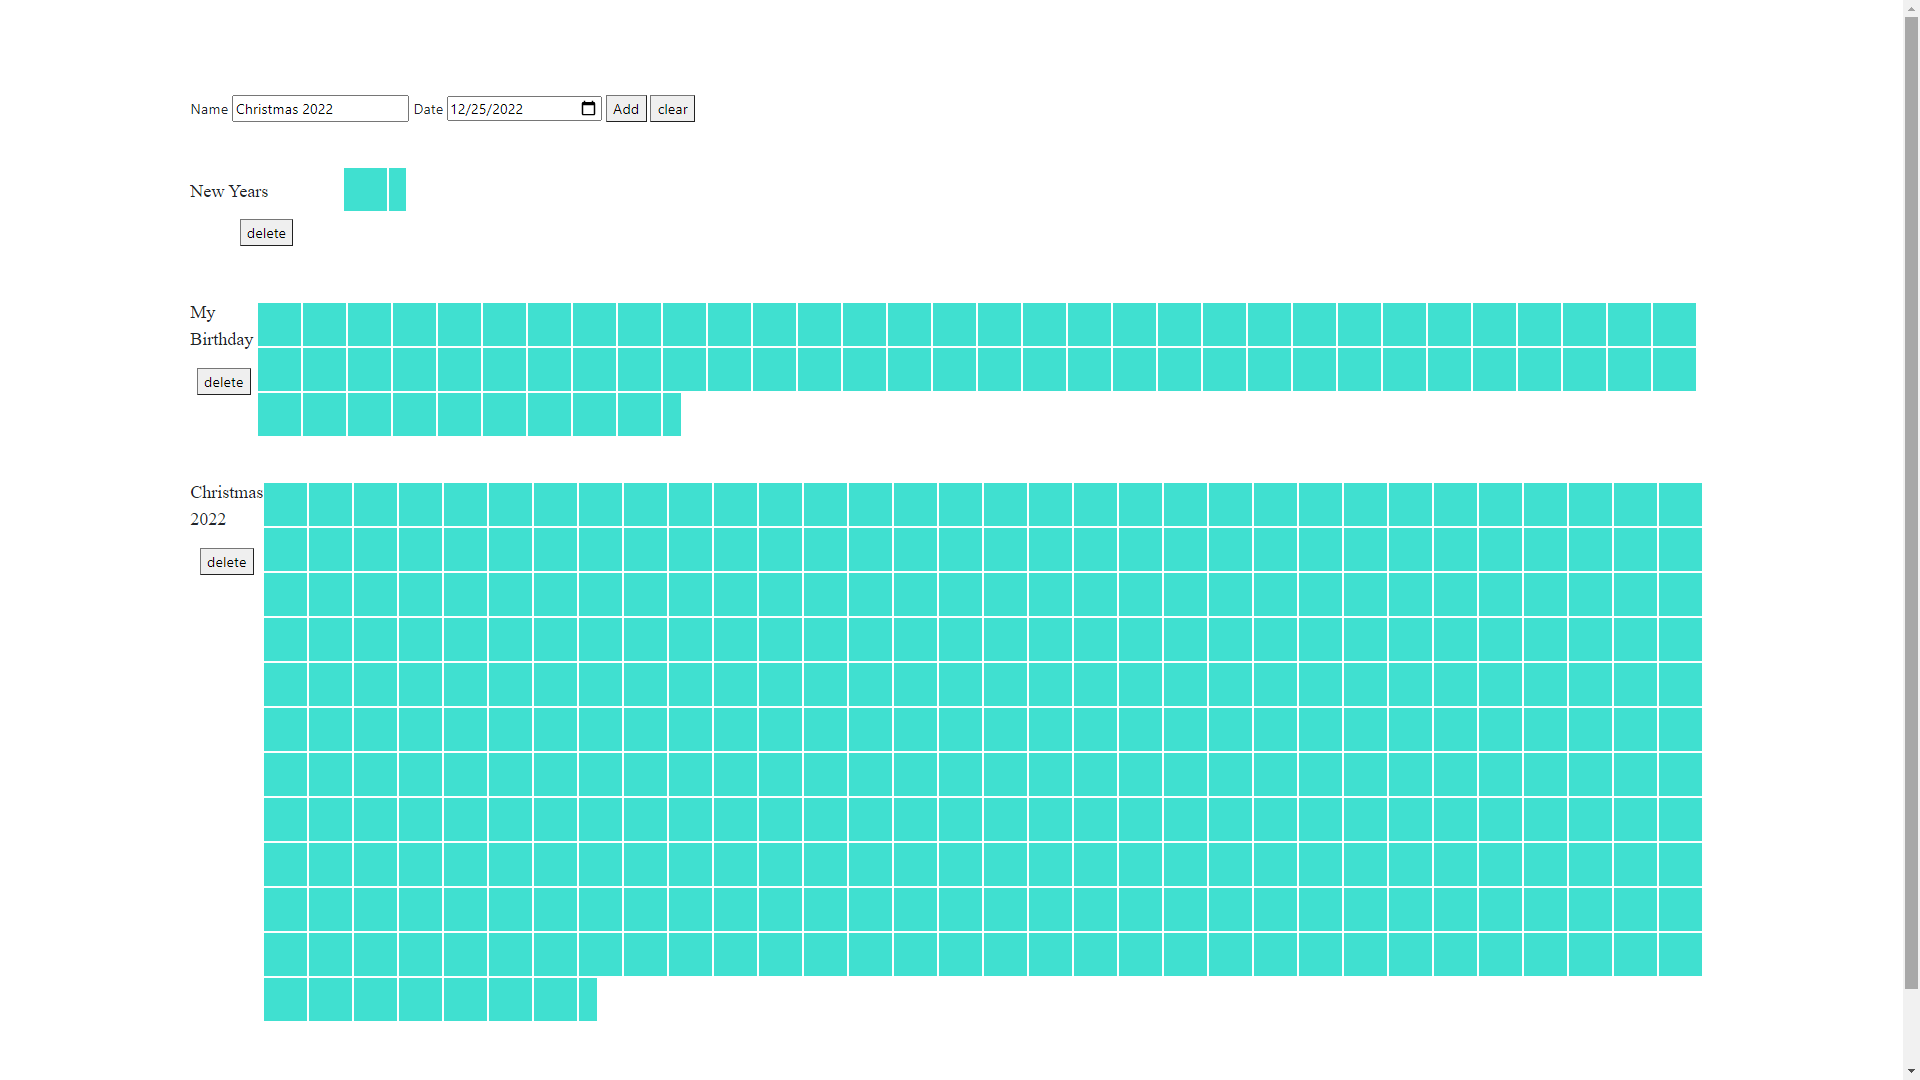 Name Christmas 2022 Date 12/25/2022 Add clear
New Years
delete
My
Birthday
delete
Christmas
2022
delete